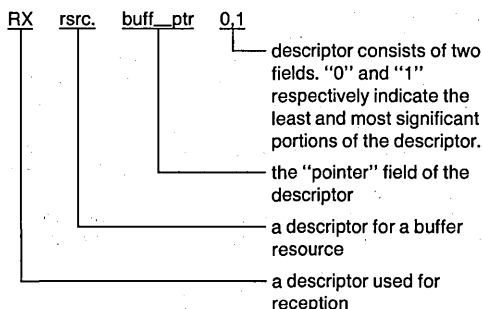 RX rsrc. buff__ptr 0,1
descriptor consists of two
fields. "0" and "1"
respectively indicate the
least and most significant
portions of the descriptor.
the "pointer" field of the
descriptor
a descriptor for a buffer
resource
a descriptor used for
reception